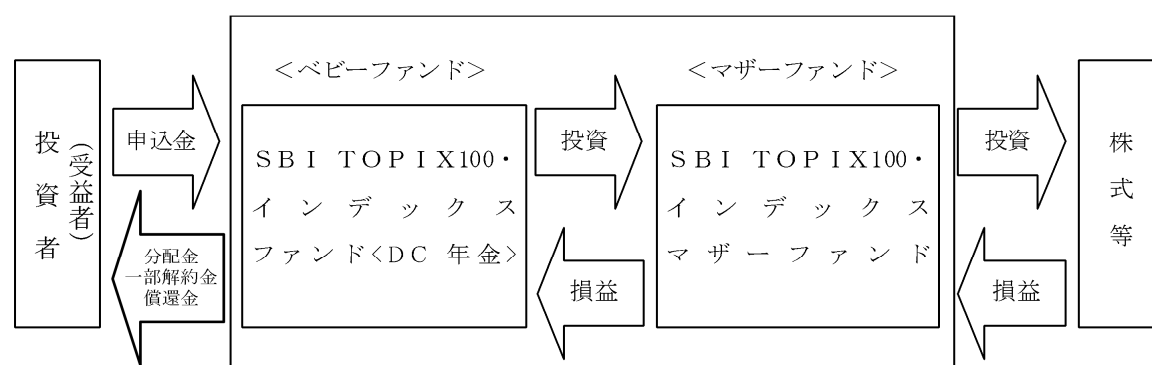 投資者
(受益者)
申込金
分配金
一部解約金
償還金
＜ベビーファンド＞
ＳＢＩ ＴＯＰＩＸ100・
インデックス
ファンド＜DC 年金＞
投資
損益
＜マザーファンド＞
ＳＢＩ ＴＯＰＩＸ100・
インデックス
マザーファンド
投資
損益
株式等